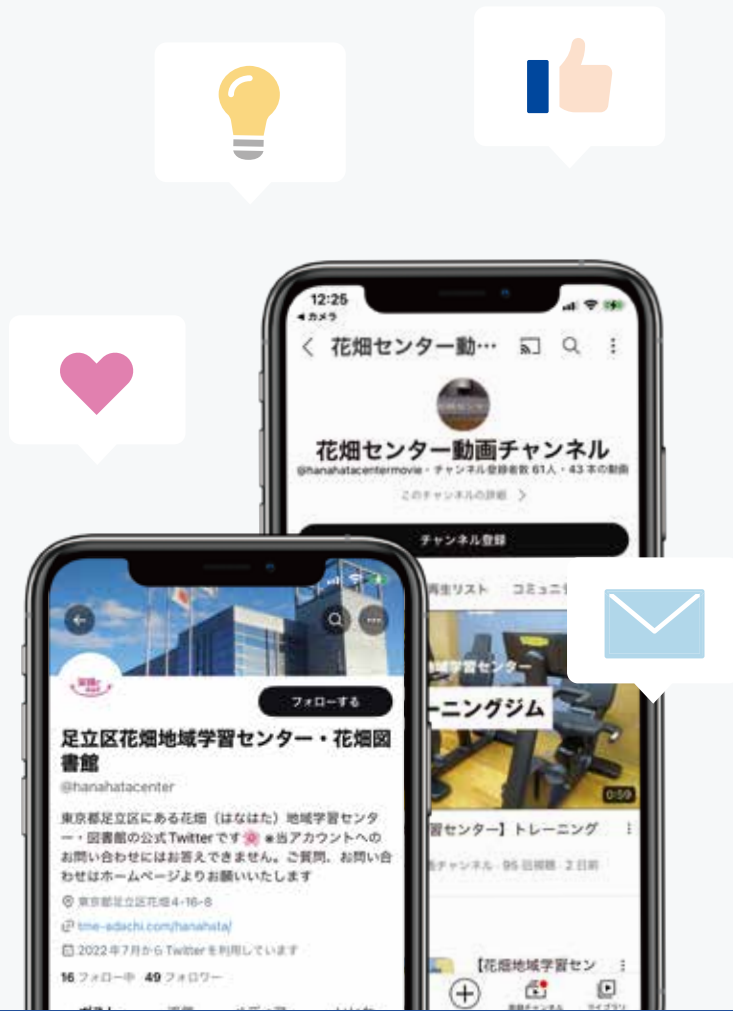 12:25
カメラ
花畑センター動…
花畑センター動画チャンネル
@hanahatacentermovie・チャンネル登録者数 61人・43 本の動画
このチャンネルの詳細
チャンネル登録
再生リスト コミュニ
学習センター
ーニングジム
0:59
習センター】トレーニング
チャンネル 95 回視聴 2 日前
【花畑地域学習セン
フォローする
足立区花畑地域学習センター・花畑図
書館
@hanahatacenter
東京都足立区にある花畑（はなはた）地域学習センタ
ー・図書館の公式Twitterです🌸 ※当アカウントへの
お問い合わせにはお答えできません。ご質問、お問い合
わせはホームページよりお願いいたします
東京都足立区花畑4-16-8
tme-adachi.com/hanahata/
2022年7月からTwitterを利用しています
16 フォロー中 49 フォロワー